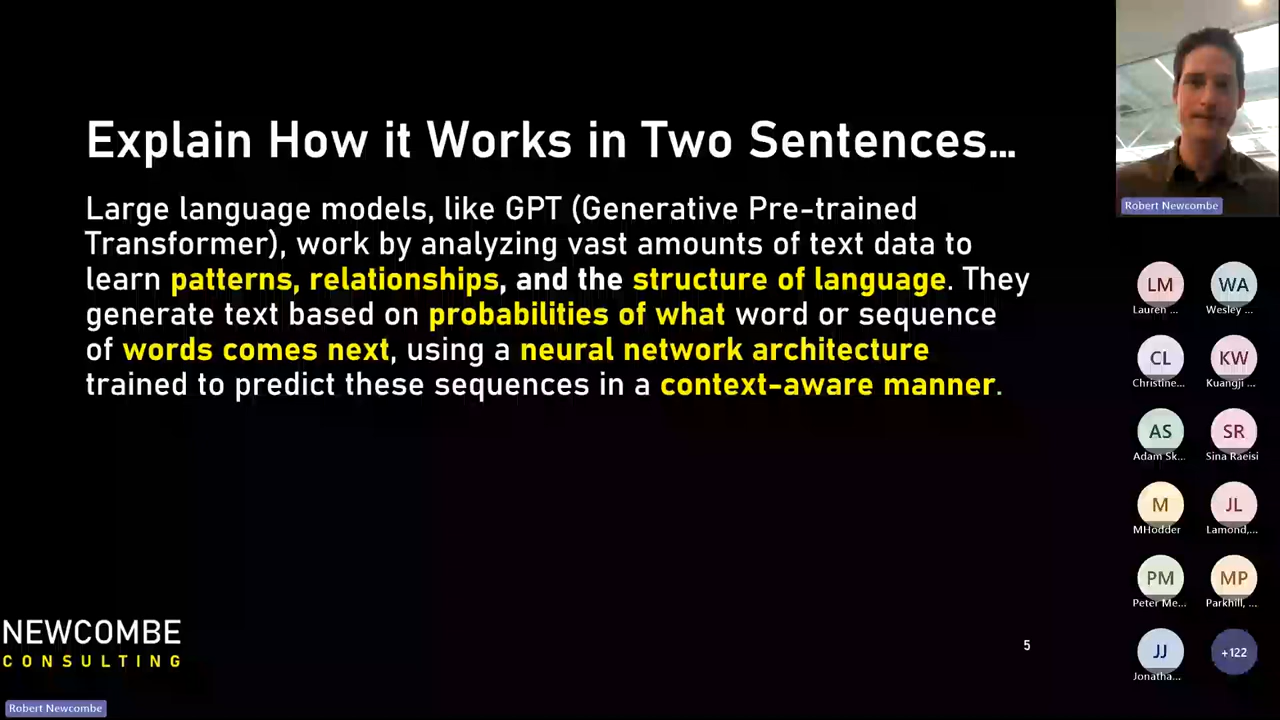 Explain How it Works in Two Sentences…
Large language models, like GPT (Generative Pre-trained
Transformer), work by analyzing vast amounts of text data to
learn patterns, relationships, and the structure of language. They
generate text based on probabilities of what word or sequence
of words comes next, using a neural network architecture
trained to predict these sequences in a context-aware manner.
NEWCOMBE
CONSULTING
5
Robert Newcombe
Robert Newcombe
LM WA
Lauren ... Wesley ...
CL KW
Christine... Kuangji ...
AS SR
Adam Sk... Sina Raeisi
M JL
MHodder Lamond,...
PM MP
Peter Me... Parkhill, ...
JJ +122
Jonatha...